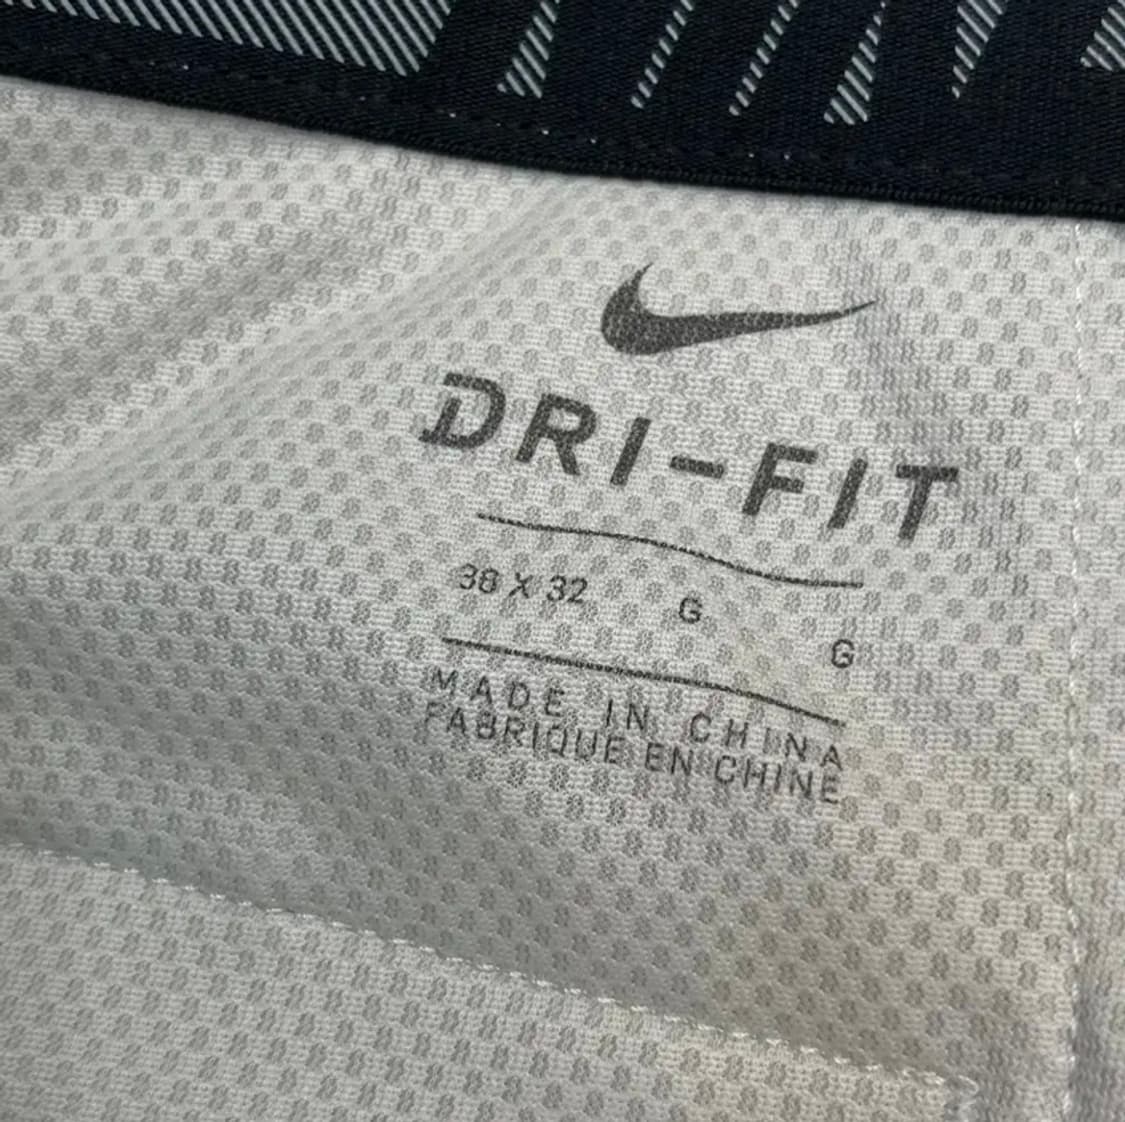 DRI-FIT
38 X 32 G G
MADE IN CHINA
FABRIQUE EN CHINE